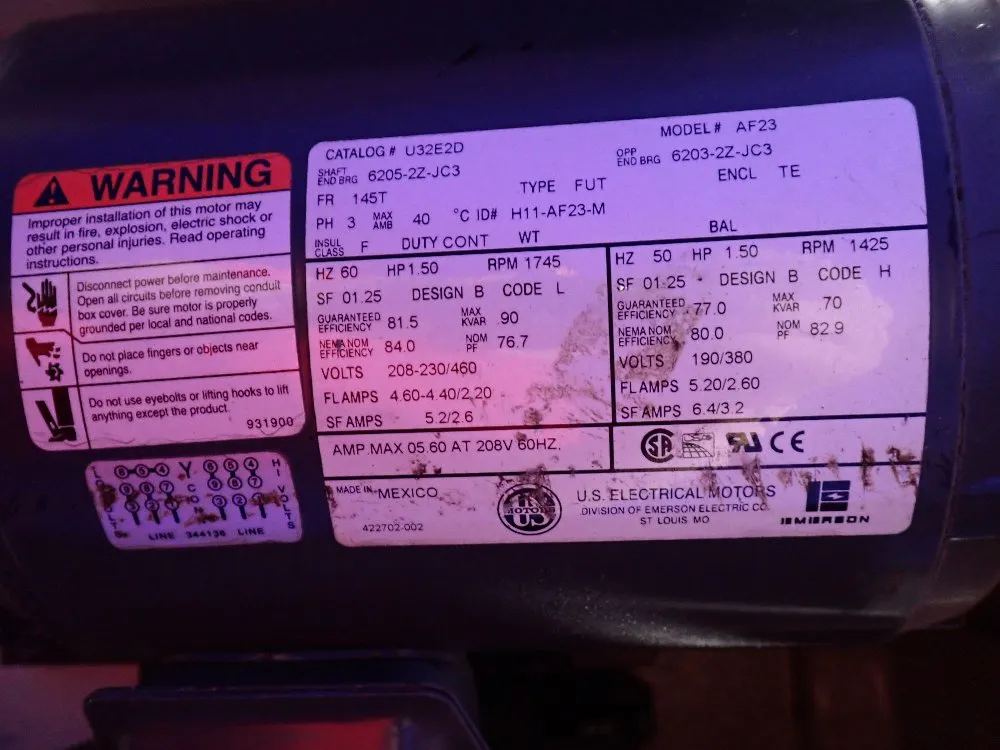 WARNING
Improper installation of this motor may
result in fire, explosion, electric shock or
other personal injuries. Read operating
instructions.
Disconnect power before maintenance.
Open all circuits before removing conduit
box cover. Be sure motor is properly
grounded per local and national codes.
Do not place fingers or objects near
openings.
Do not use eyebolts or lifting hooks to lift
anything except the product.
931900
LINE 344136 LINE
CATALOG # U32E2D MODEL # AF23
SHAFT END BRG 6205-2Z-JC3 OPP END BRG 6203-2Z-JC3
FR 145T TYPE FUT ENCL TE
PH 3 MAX AMB 40 °C ID# H11-AF23-M
INSUL CLASS F DUTY CONT WT BAL
HZ 60 HP 1.50 RPM 1745
SF 01.25 DESIGN B CODE L
GUARANTEED EFFICIENCY 81.5 MAX KVAR .90
NEMA NOM EFFICIENCY 84.0 NOM PF 76.7
VOLTS 208-230/460
FL AMPS 4.60-4.40/2.20
SF AMPS 5.2/2.6
AMP.MAX 05.60 AT 208V 60HZ.
HZ 50 HP 1.50 RPM 1425
SF 01.25 DESIGN B CODE H
GUARANTEED EFFICIENCY 77.0 MAX KVAR .70
NEMA NOM EFFICIENCY 80.0 NOM PF 82.9
VOLTS 190/380
FL AMPS 5.20/2.60
SF AMPS 6.4/3.2
CE
MADE IN MEXICO
422702-002
US MOTORS
U.S. ELECTRICAL MOTORS
DIVISION OF EMERSON ELECTRIC CO.
ST LOUIS MO
EMERSON